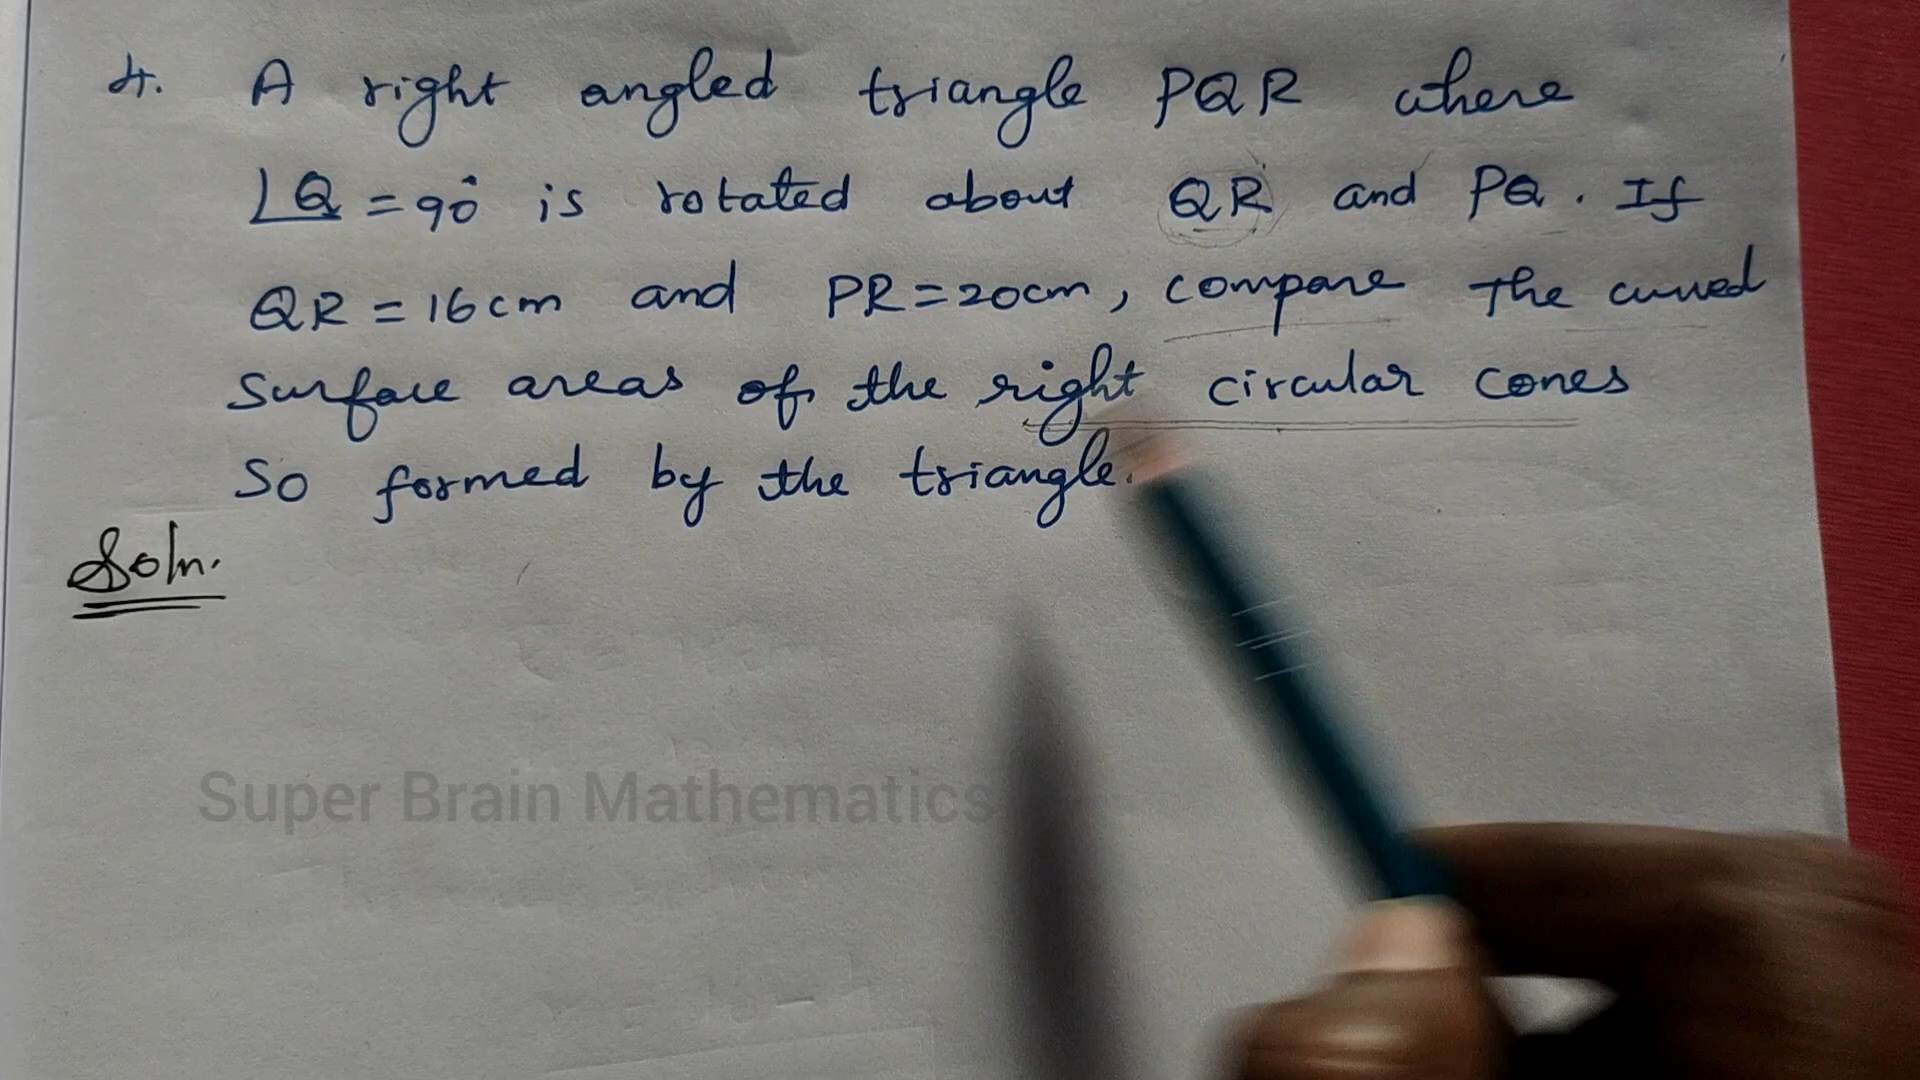 4. A right angled triangle PQR where
∠Q = 90° is rotated about QR and PQ. If
QR = 16cm and PR = 20cm, compare the curved
surface areas of the right circular cones
so formed by the triangle.
Soln.
Super Brain Mathematics